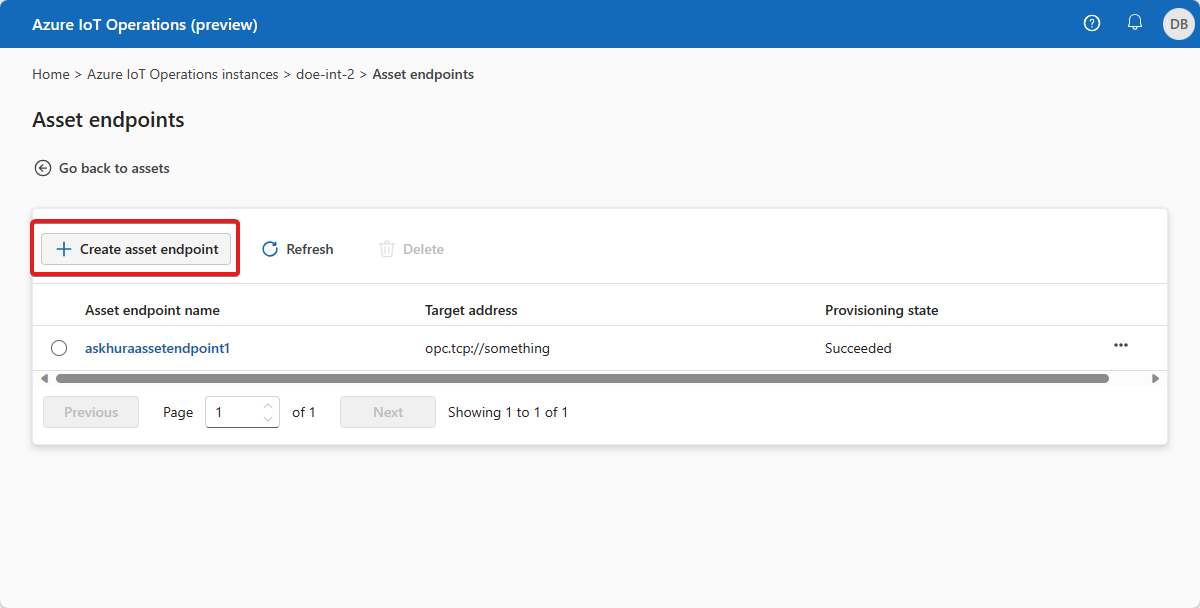 Azure IoT Operations (preview)
DB
Home > Azure IoT Operations instances > doe-int-2 > Asset endpoints
Asset endpoints
Go back to assets
Create asset endpoint Refresh Delete
Asset endpoint name Target address Provisioning state
askhuraassetendpoint1 opc.tcp://something Succeeded
Previous Page 1 of 1 Next Showing 1 to 1 of 1